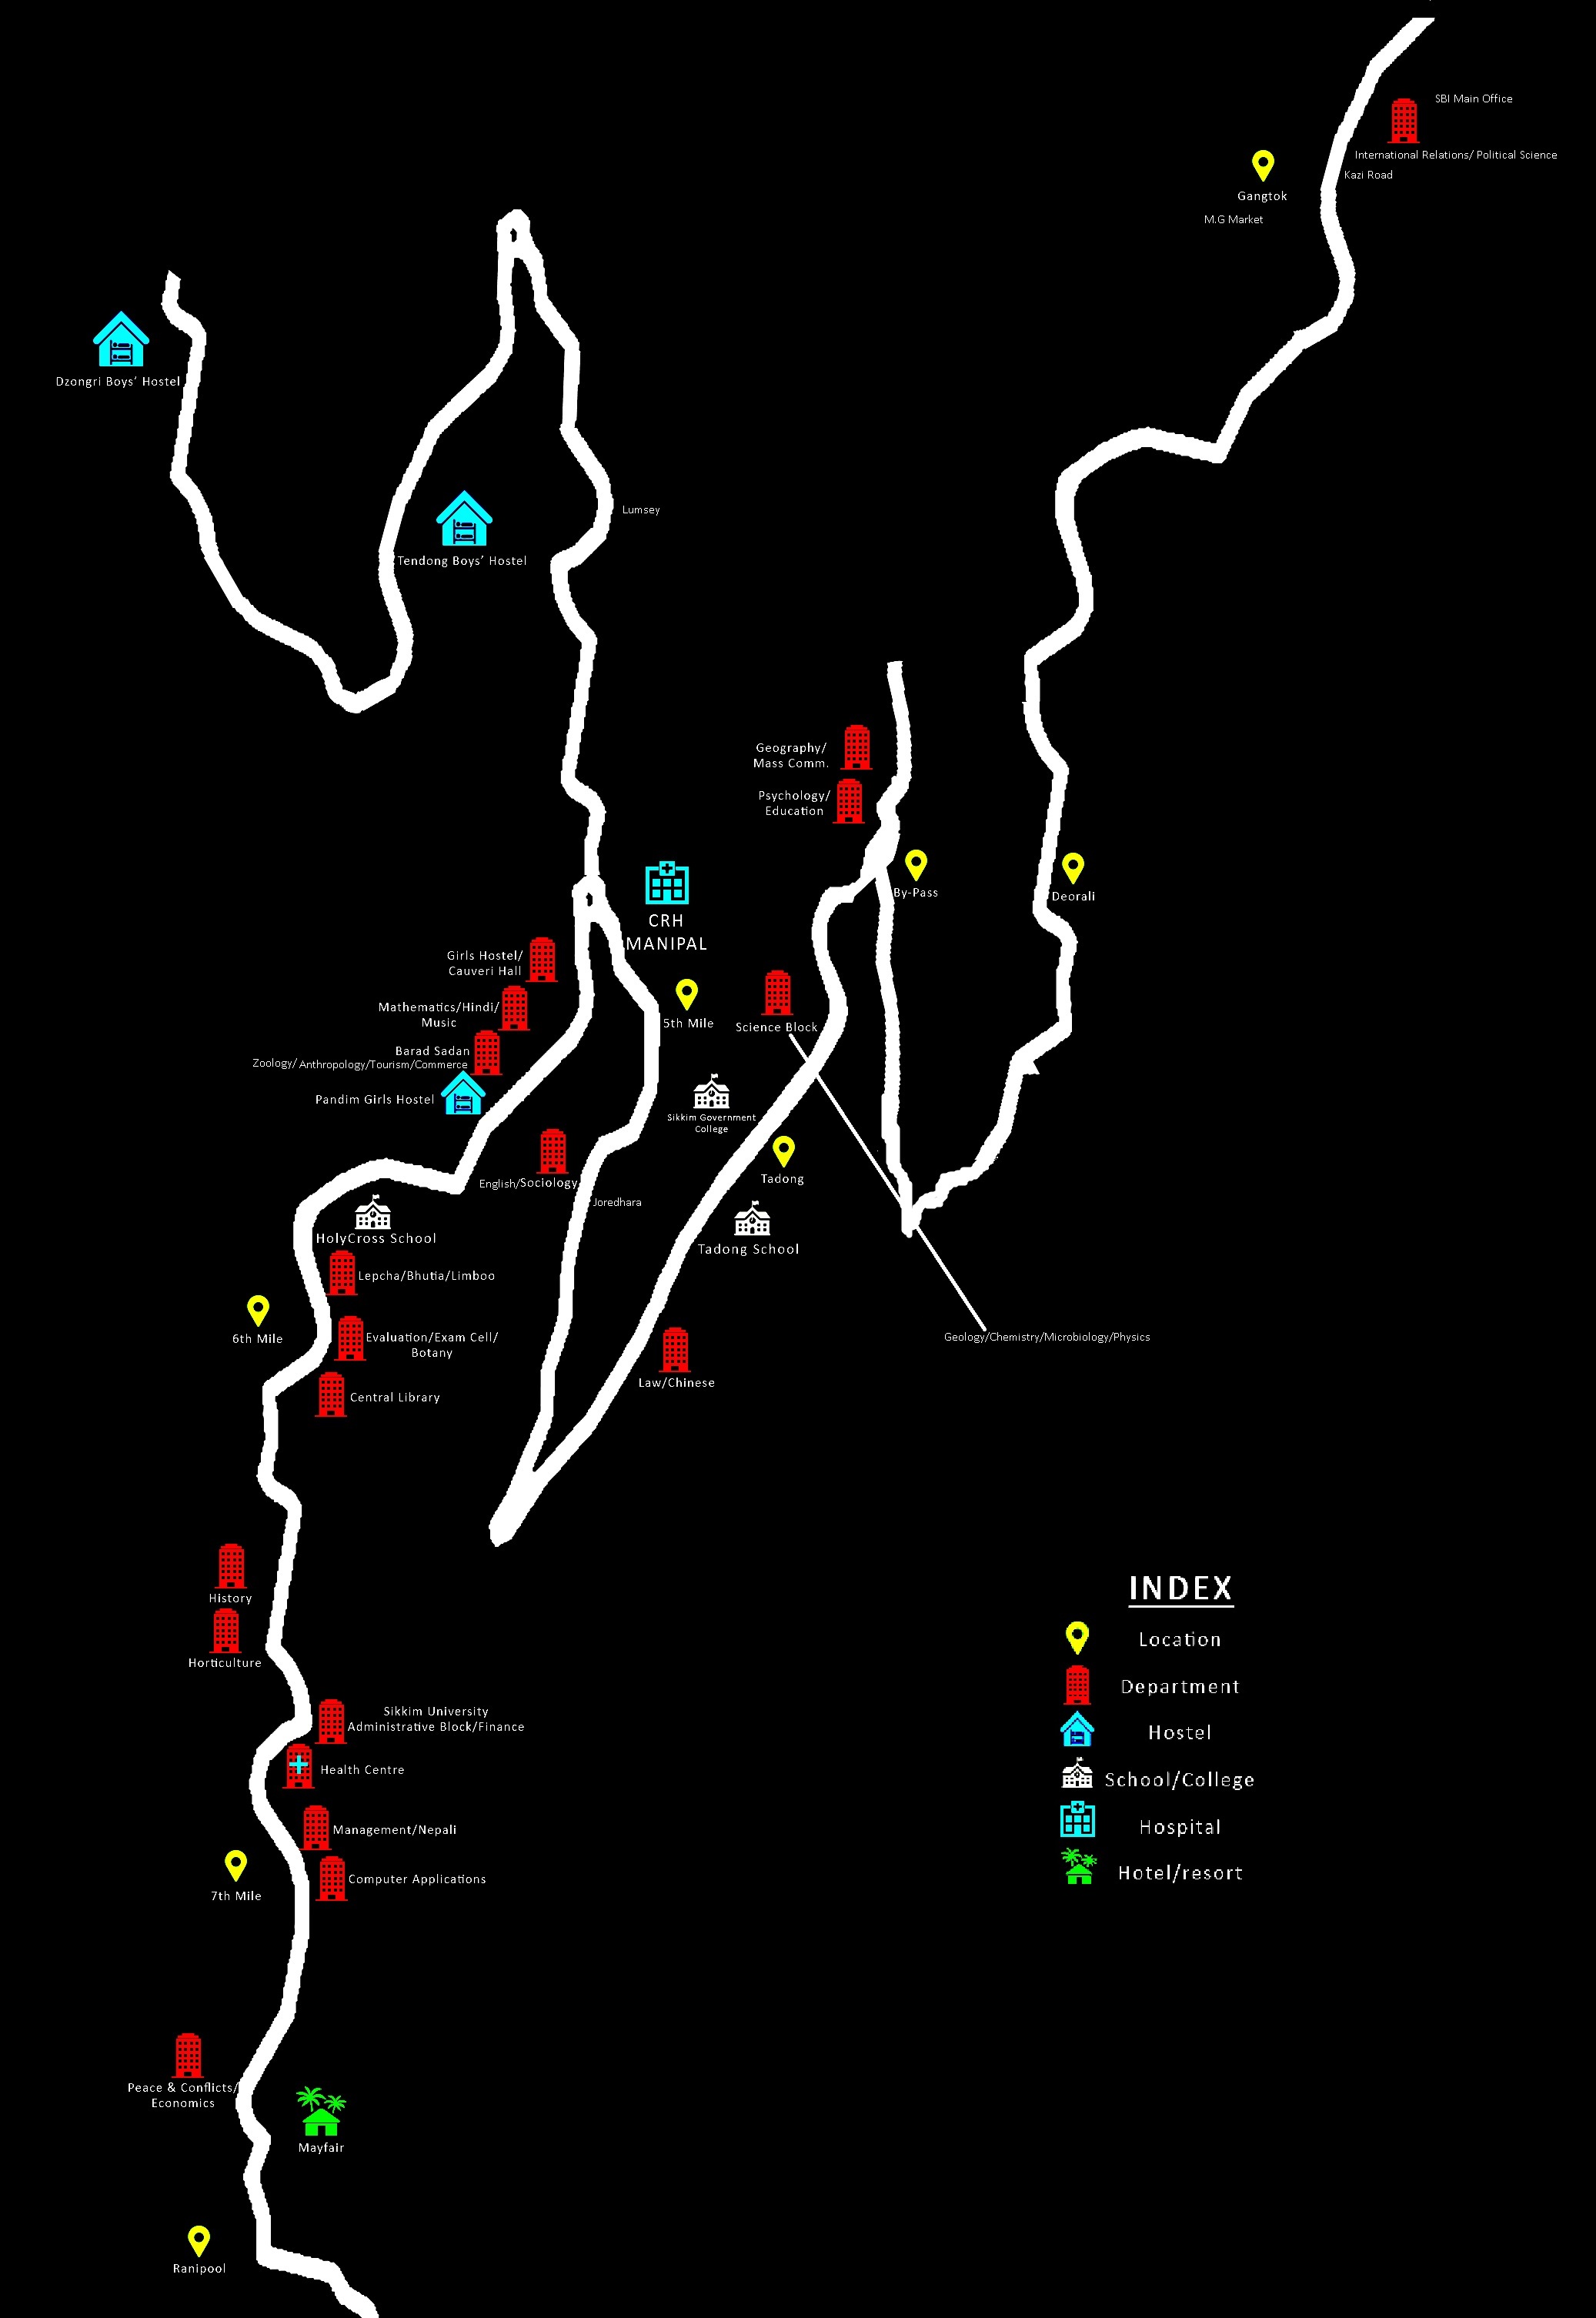 SBI Main Office
International Relations/ Political Science
Kazi Road
Gangtok
M.G Market
Dzongri Boys’ Hostel
Lumsey
Tendong Boys’ Hostel
Geography/
Mass Comm.
Psychology/
Education
By-Pass
Deorali
CRH
MANIPAL
Girls Hostel/
Cauveri Hall
Mathematics/Hindi/
Music
5th Mile
Science Block
Barad Sadan
Zoology/ Anthropology/Tourism/Commerce
Pandim Girls Hostel
Sikkim Government
College
Tadong
English/Sociology
Joredhara
HolyCross School
Tadong School
Lepcha/Bhutia/Limboo
6th Mile
Evaluation/Exam Cell/
Botany
Geology/Chemistry/Microbiology/Physics
Law/Chinese
Central Library
History
Horticulture
Sikkim University
Administrative Block/Finance
Health Centre
Management/Nepali
7th Mile
Computer Applications
Peace & Conflicts/
Economics
Mayfair
Ranipool
INDEX
Location
Department
Hostel
School/College
Hospital
Hotel/resort